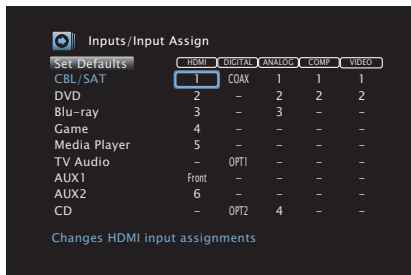 Inputs/Input Assign
Set Defaults HDMI DIGITAL ANALOG COMP VIDEO
CBL/SAT 1 COAX 1 1 1
DVD 2 – 2 2 2
Blu-ray 3 – 3 – –
Game 4 – – – –
Media Player 5 – – – –
TV Audio – OPT1 – – –
AUX1 Front – – – –
AUX2 6 – – – –
CD – OPT2 4 – –
Changes HDMI input assignments